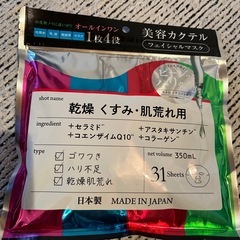 オールインワン
1枚4役
美容カクテル
フェイシャルマスク
shot name
乾燥 くすみ・肌荒れ用
ingredient
+セラミド +アスタキサンチン
+コエンザイムQ10 +コラーゲン
type
ゴワつき
ハリ不足
乾燥肌荒れ
net volume 350mL
31 Sheets
日本製 MADE IN JAPAN